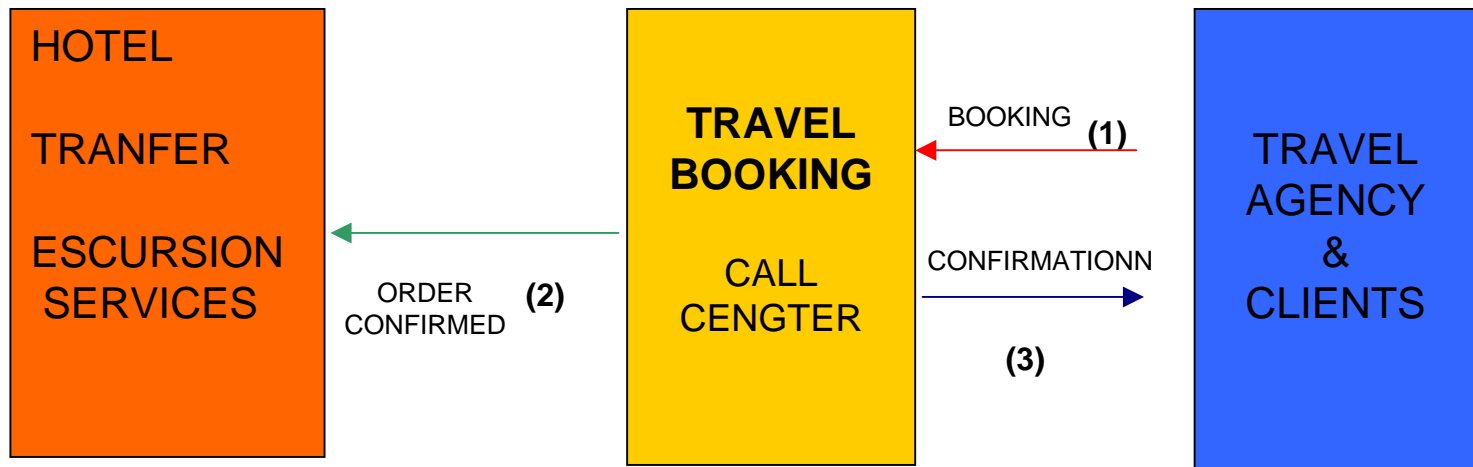 HOTEL
TRANFER
ESCURSION
SERVICES
ORDER
CONFIRMED
(2)
TRAVEL
BOOKING
CALL
CENGTER
BOOKING
(1)
CONFIRMATIONN
(3)
TRAVEL
AGENCY
&
CLIENTS